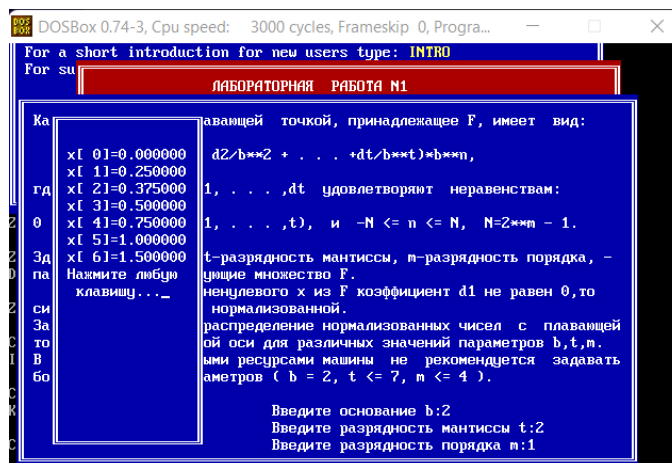 DOSBox 0.74-3, Cpu speed: 3000 cycles, Frameskip 0, Progra...
For a short introduction for new users type: INTRO
For su
ЛАБОРАТОРНАЯ РАБОТА N1
Ка авающей точкой, принадлежащее F, имеет вид:
x[ 0]=0.000000 d2/b**2 + . . . +dt/b**t)*b**n,
x[ 1]=0.250000
гд x[ 2]=0.375000 1, . . . ,dt удовлетворяют неравенствам:
x[ 3]=0.500000
0 x[ 4]=0.750000 1, . . . ,t), и -N <= n <= N, N=2**m - 1.
x[ 5]=1.000000
Зд x[ 6]=1.500000 t-разрядность мантиссы, m-разрядность порядка, -
па Нажмите любую ующие множество F.
клавишу..._ ненулевого x из F коэффициент d1 не равен 0,то
си нормализованной.
За распределение нормализованных чисел с плавающей
то ой оси для различных значений параметров b,t,m.
В ыми ресурсами машины не рекомендуется задавать
бо аметров ( b = 2, t <= 7, m <= 4 ).
Введите основание b:2
Введите разрядность мантиссы t:2
Введите разрядность порядка m:1